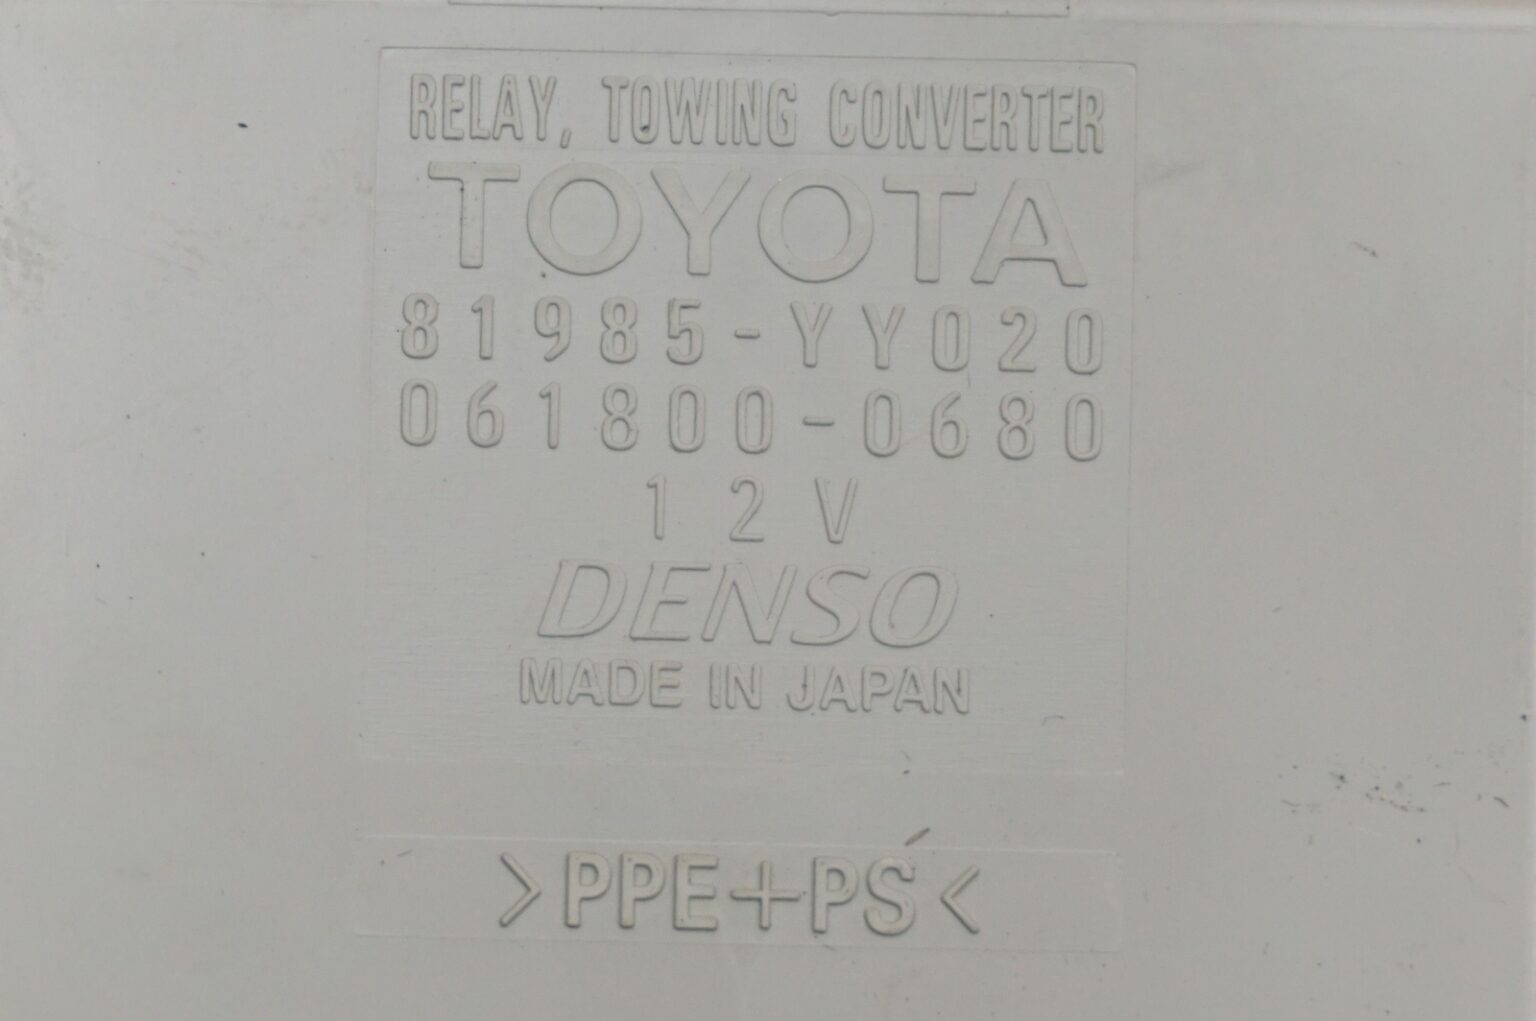 RELAY, TOWING CONVERTER
TOYOTA
81985-YY020
061800-0680
12V
DENSO
MADE IN JAPAN
>PPE+PS<